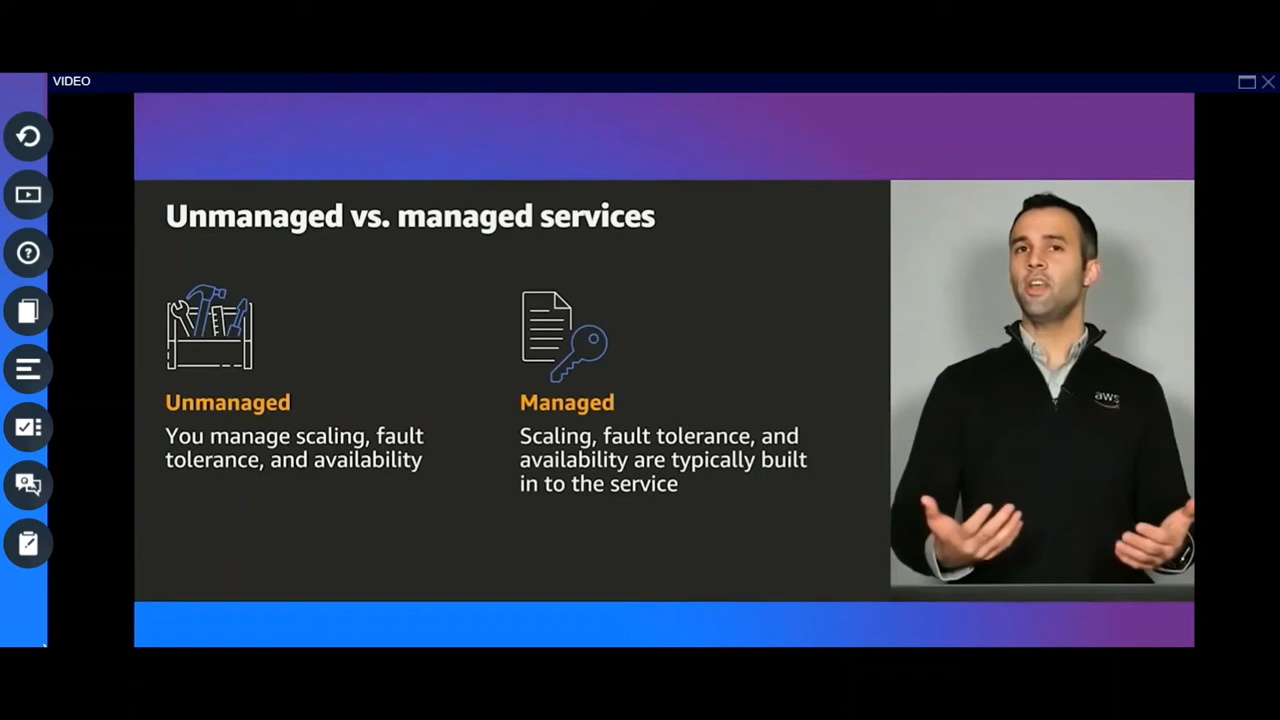 VIDEO
Unmanaged vs. managed services
Unmanaged
You manage scaling, fault
tolerance, and availability
Managed
Scaling, fault tolerance, and
availability are typically built
in to the service
aws